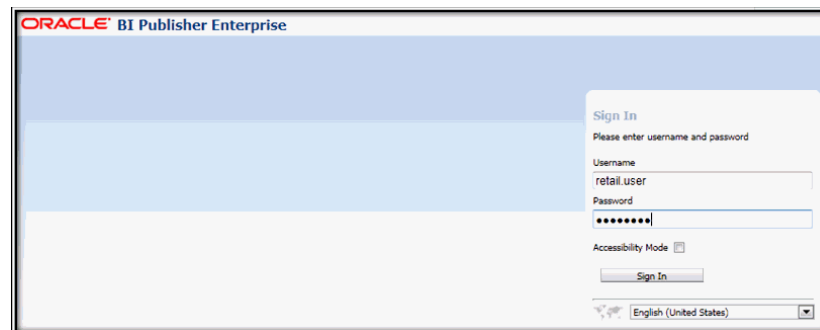 ORACLE BI Publisher Enterprise
Sign In
Please enter username and password
Username
retail.user
Password
••••••••
Accessibility Mode
Sign In
English (United States)